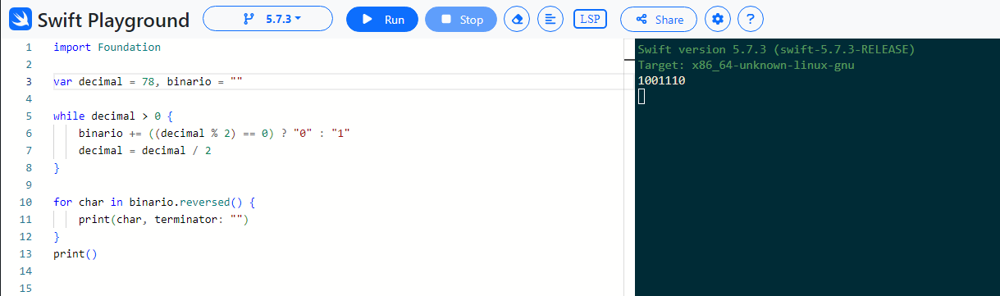 Swift Playground 5.7.3 Run Stop LSP Share ?
1 import Foundation
2
3 var decimal = 78, binario = ""
4
5 while decimal > 0 {
6 binario += ((decimal % 2) == 0) ? "0" : "1"
7 decimal = decimal / 2
8 }
9
10 for char in binario.reversed() {
11 print(char, terminator: "")
12 }
13 print()
14
15
Swift version 5.7.3 (swift-5.7.3-RELEASE)
Target: x86_64-unknown-linux-gnu
1001110